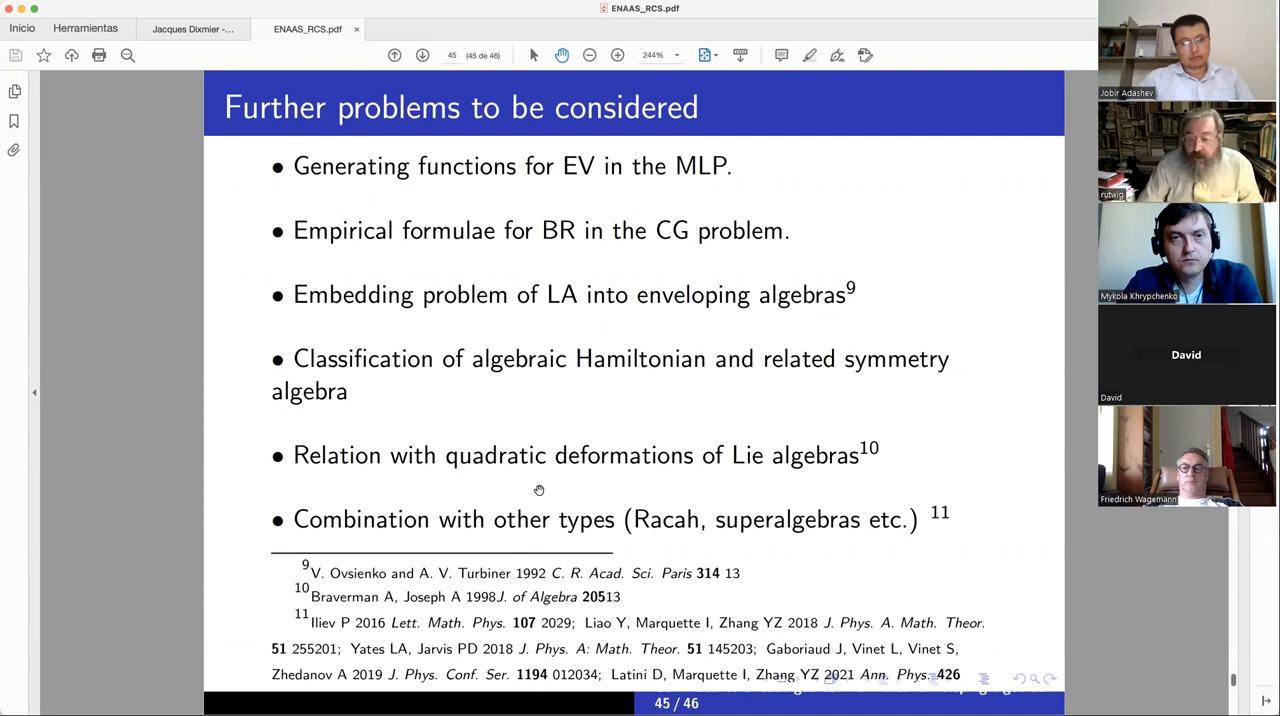 ENAAS_RCS.pdf
Inicio
Herramientas
Jacques Dixmier -...
ENAAS_RCS.pdf
45
(45 de 46)
244%
Further problems to be considered
• Generating functions for EV in the MLP.
• Empirical formulae for BR in the CG problem.
• Embedding problem of LA into enveloping algebras9
• Classification of algebraic Hamiltonian and related symmetry
algebra
• Relation with quadratic deformations of Lie algebras10
• Combination with other types (Racah, superalgebras etc.) 11
9V. Ovsienko and A. V. Turbiner 1992 C. R. Acad. Sci. Paris 314 13
10Braverman A, Joseph A 1998J. of Algebra 20513
11Iliev P 2016 Lett. Math. Phys. 107 2029; Liao Y, Marquette I, Zhang YZ 2018 J. Phys. A. Math. Theor.
51 255201; Yates LA, Jarvis PD 2018 J. Phys. A: Math. Theor. 51 145203; Gaboriaud J, Vinet L, Vinet S,
Zhedanov A 2019 J. Phys. Conf. Ser. 1194 012034; Latini D, Marquette I, Zhang YZ 2021 Ann. Phys. 426
45 / 46
Jobir Adashev
rutwig
Mykola Khrypchenko
David
David
Friedrich Wagemann